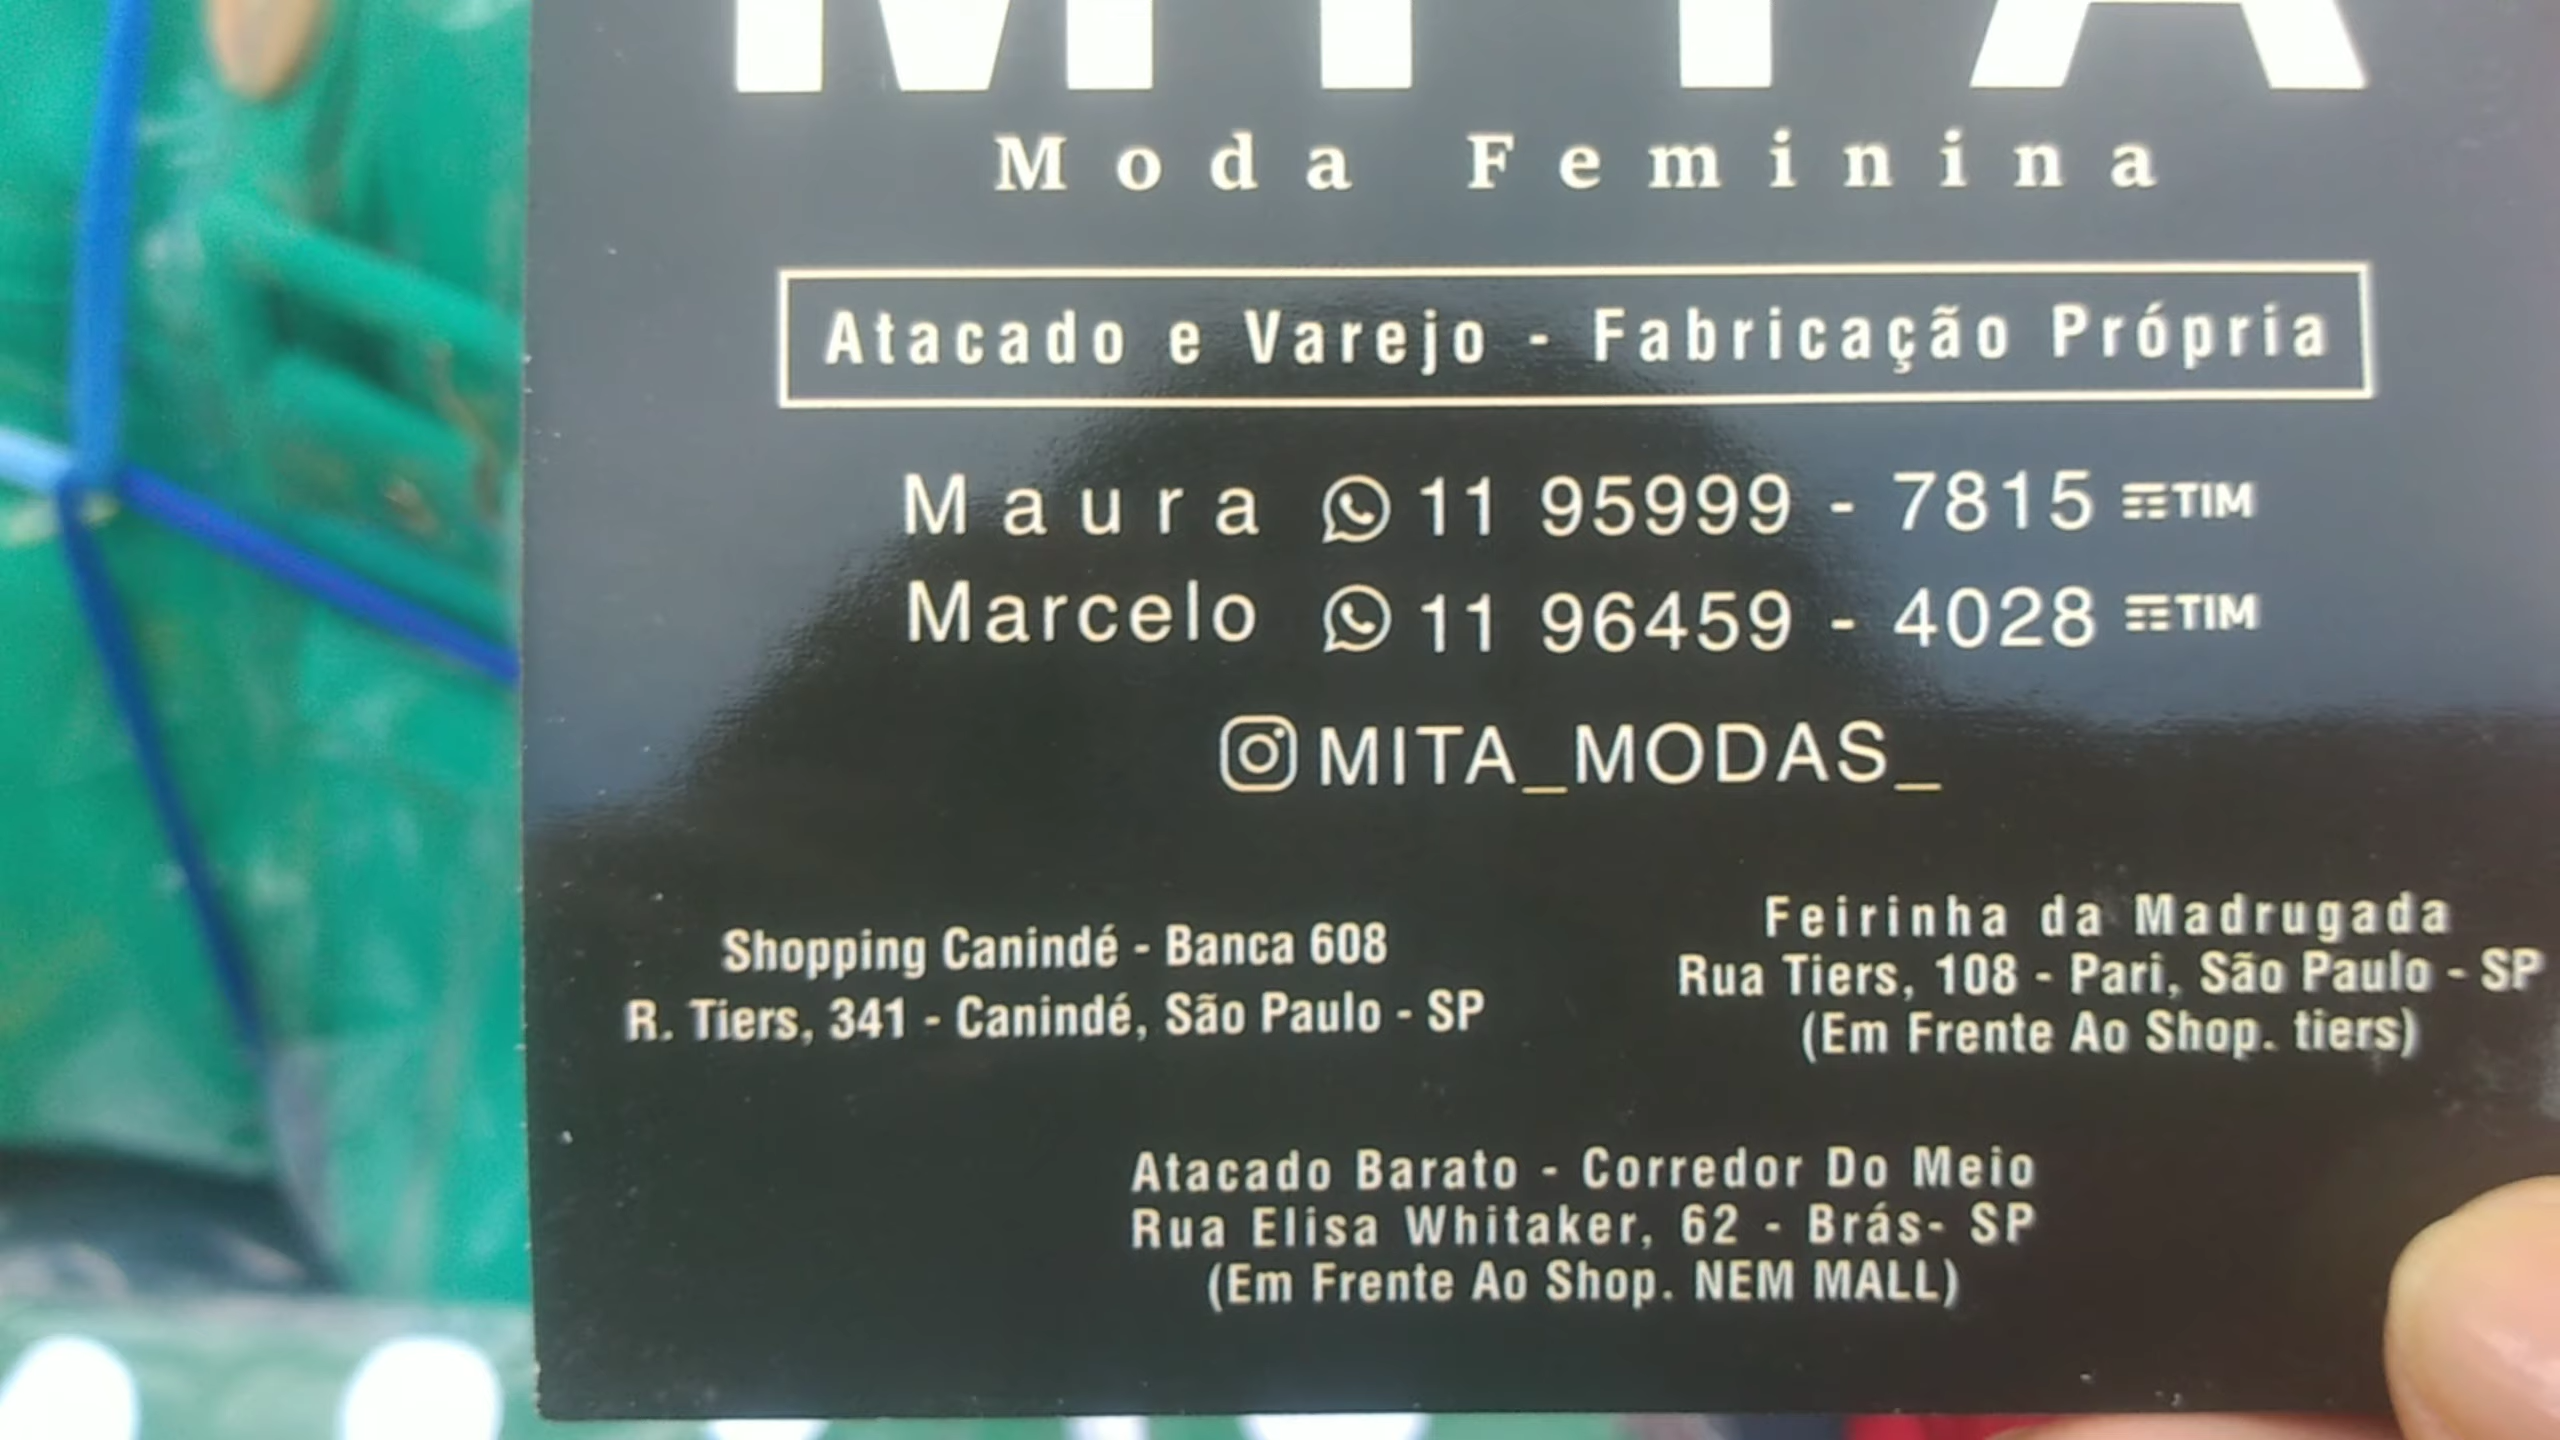 MITA
Moda Feminina
Atacado e Varejo - Fabricação Própria
Maura 11 95999 - 7815 TIM
Marcelo 11 96459 - 4028 TIM
MITA_MODAS_
Shopping Canindé - Banca 608
R. Tiers, 341 - Canindé, São Paulo - SP
Feirinha da Madrugada
Rua Tiers, 108 - Pari, São Paulo - SP
(Em Frente Ao Shop. tiers)
Atacado Barato - Corredor Do Meio
Rua Elisa Whitaker, 62 - Brás- SP
(Em Frente Ao Shop. NEM MALL)